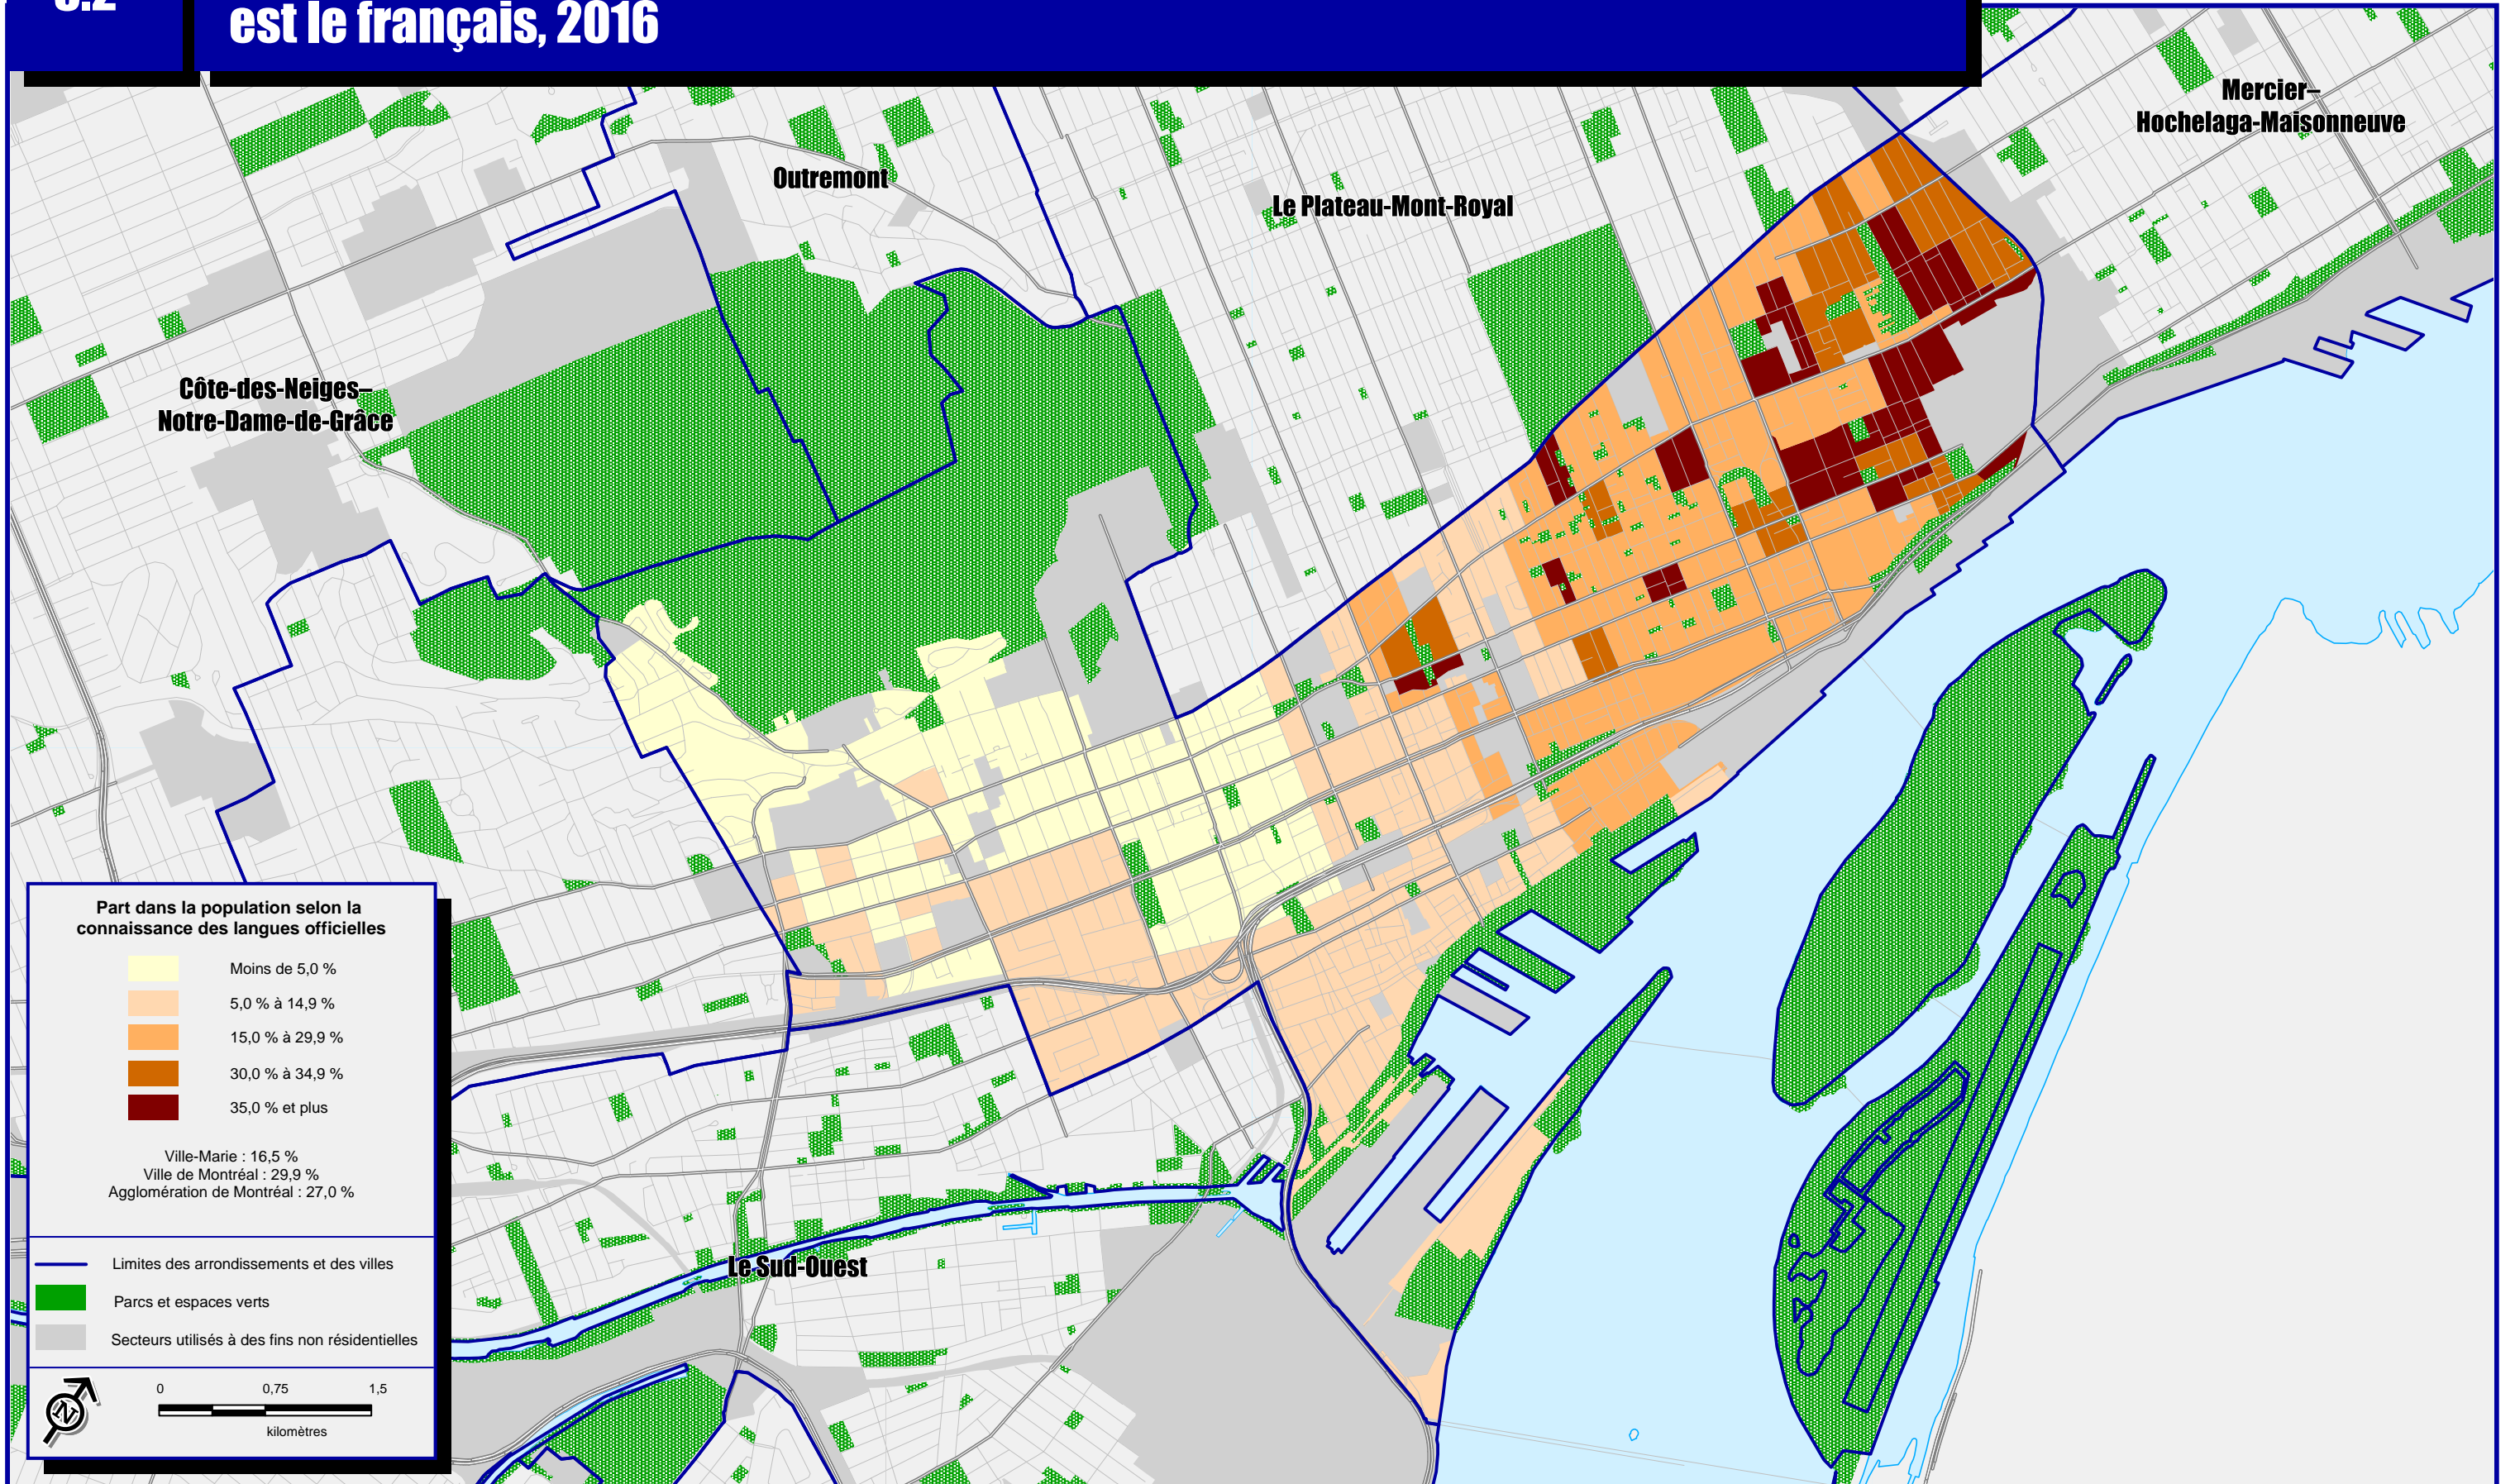 est le français, 2016
Mercier–
Hochelaga-Maisonneuve
Outremont
Le Plateau-Mont-Royal
Côte-des-Neiges–
Notre-Dame-de-Grâce
Le Sud-Ouest
Part dans la population selon la
connaissance des langues officielles
Moins de 5,0 %
5,0 % à 14,9 %
15,0 % à 29,9 %
30,0 % à 34,9 %
35,0 % et plus
Ville-Marie : 16,5 %
Ville de Montréal : 29,9 %
Agglomération de Montréal : 27,0 %
Limites des arrondissements et des villes
Parcs et espaces verts
Secteurs utilisés à des fins non résidentielles
N
0 0,75 1,5
kilomètres